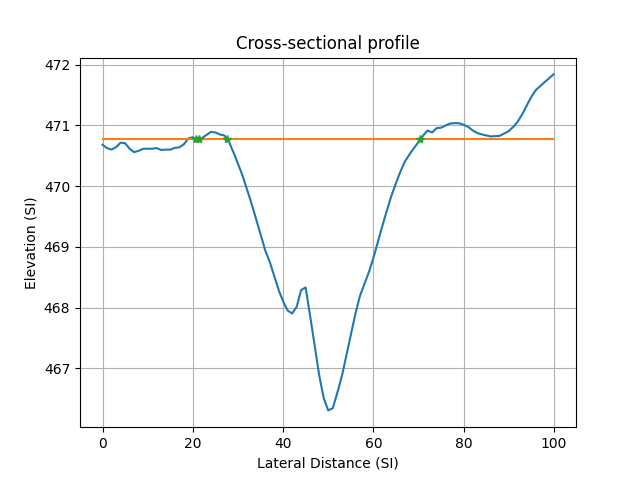 Cross-sectional profile
472
471
470
469
468
467
Elevation (SI)
0 20 40 60 80 100
Lateral Distance (SI)